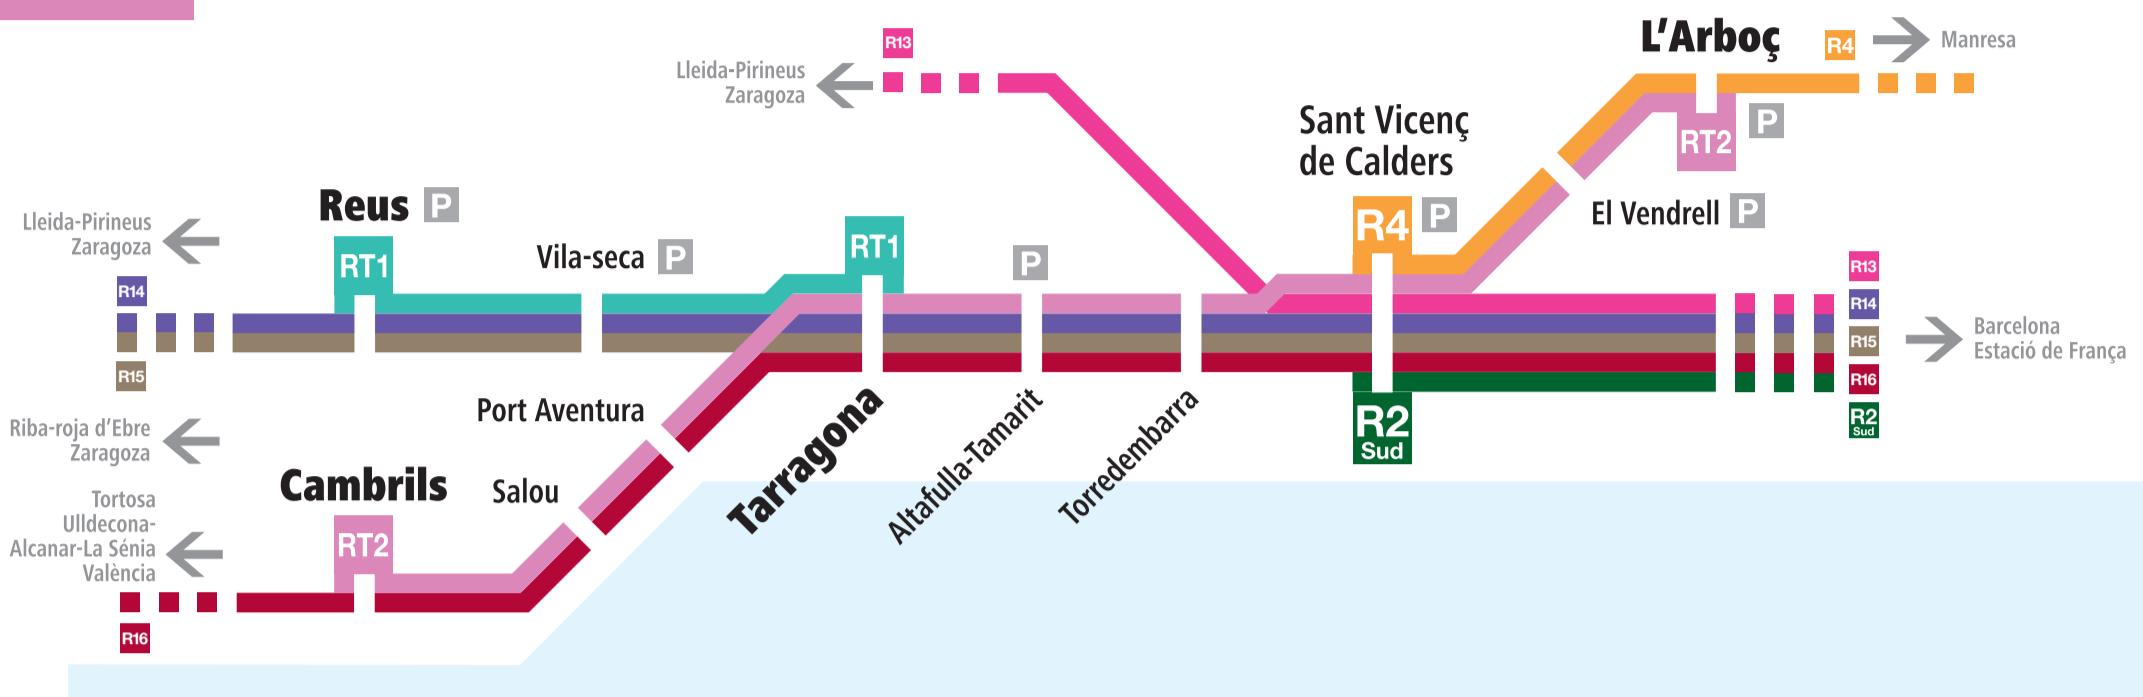 R13
Lleida-Pirineus
Zaragoza
L'Arboç
R4
Manresa
RT2
P
Sant Vicenç
de Calders
R4
P
El Vendrell P
Lleida-Pirineus
Zaragoza
R14
R15
Reus P
RT1
Vila-seca P
RT1
P
R13
R14
R15
R16
R2
Sud
Barcelona
Estació de França
Port Aventura
Tarragona
Altafulla-Tamarit
Torredembarra
R2
Sud
Riba-roja d'Ebre
Zaragoza
Cambrils
RT2
Salou
Tortosa
Ulldecona-
Alcanar-La Sénia
València
R16